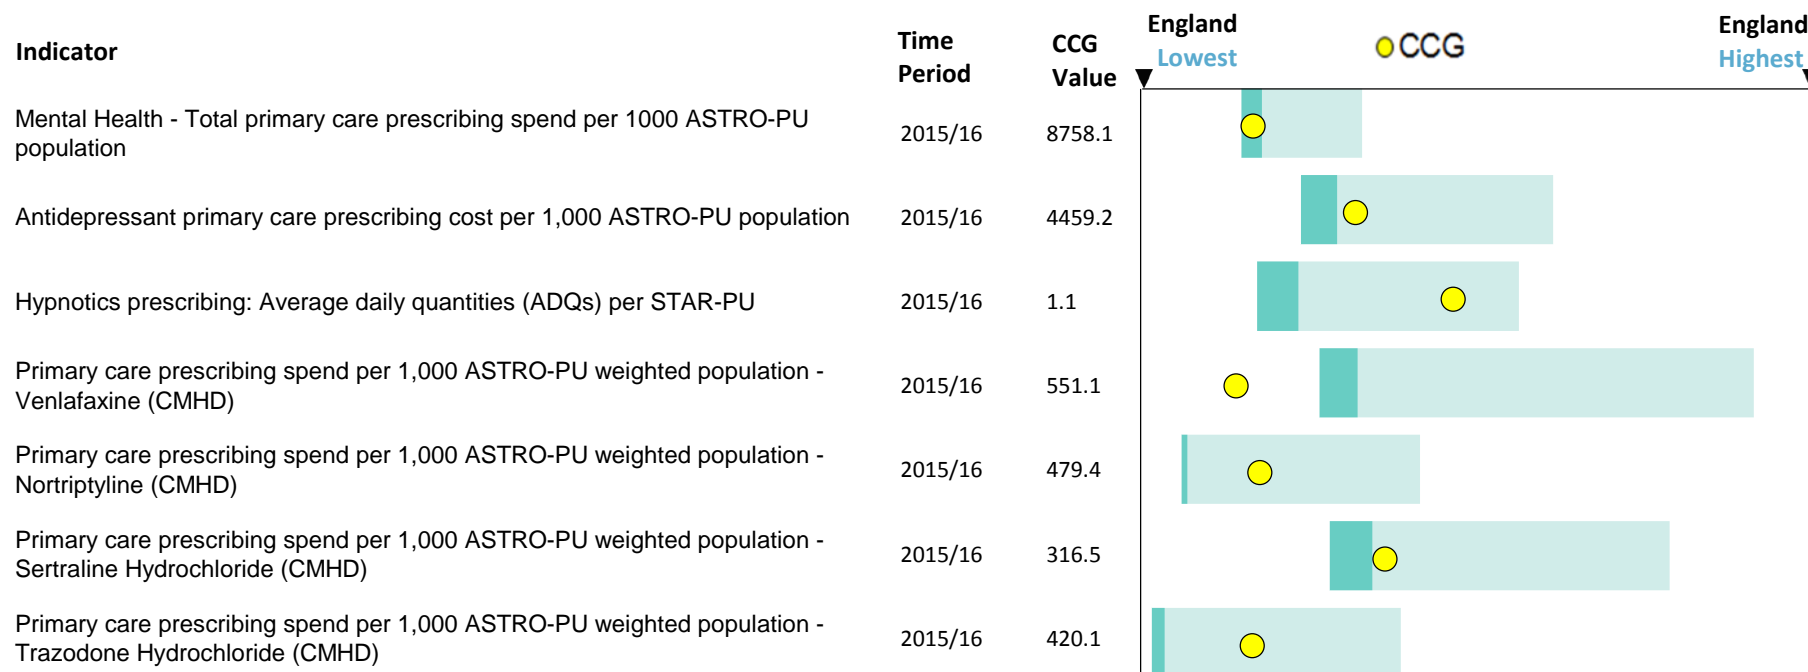 Indicator
Time Period
CCG Value
England Lowest
CCG
England Highest
Mental Health - Total primary care prescribing spend per 1000 ASTRO-PU
population
2015/16
8758.1
Antidepressant primary care prescribing cost per 1,000 ASTRO-PU population
2015/16
4459.2
Hypnotics prescribing: Average daily quantities (ADQs) per STAR-PU
2015/16
1.1
Primary care prescribing spend per 1,000 ASTRO-PU weighted population -
Venlafaxine (CMHD)
2015/16
551.1
Primary care prescribing spend per 1,000 ASTRO-PU weighted population -
Nortriptyline (CMHD)
2015/16
479.4
Primary care prescribing spend per 1,000 ASTRO-PU weighted population -
Sertraline Hydrochloride (CMHD)
2015/16
316.5
Primary care prescribing spend per 1,000 ASTRO-PU weighted population -
Trazodone Hydrochloride (CMHD)
2015/16
420.1